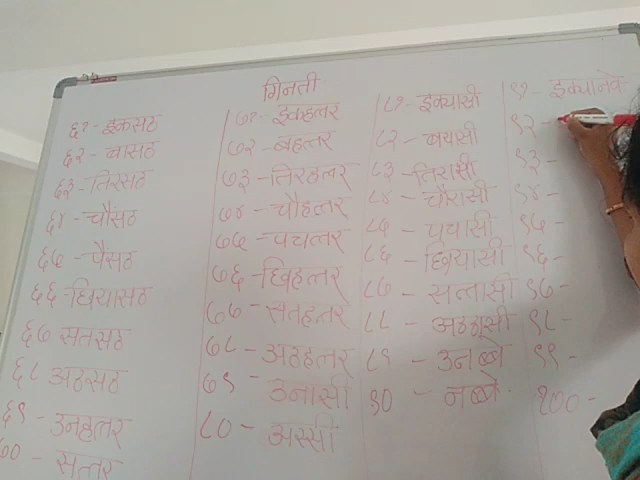 गिनती
६१ - इकसठ
६२ - बासठ
६३ - तिरसठ
६४ - चौसठ
६५ - पैसठ
६६ - छियासठ
६७ सतसठ
६८ अठसठ
६९ - उनहत्तर
७० - सत्तर
७१ - इकहत्तर
७२ - बहत्तर
७३ - तिरहत्तर
७४ - चौहत्तर
७५ - पचत्तर
७६ - छिहत्तर
७७ - सतहत्तर
७८ - अठहत्तर
७९ - उनासी
८० - अस्सी
८१ - इक्यासी
८२ - बयासी
८३ - तिरासी
८४ - चौरासी
८५ - पचासी
८६ - छियासी
८७ - सत्तासी
८८ - अठ्ठासी
८९ - उनब्बे
९० - नब्बे
९१ - इक्यानवे
९२ -
९३ -
९४ -
९५ -
९६ -
९७ -
९८ -
९९ -
१०० -